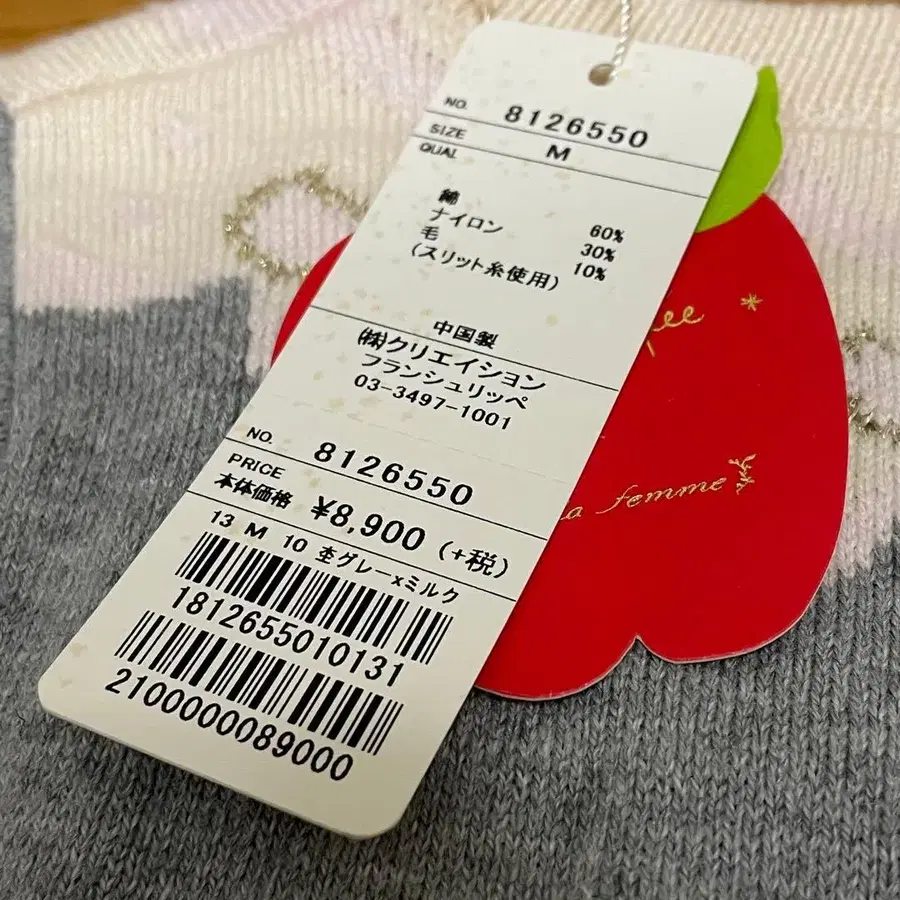 NO. 8126550
SIZE M
QUAL
綿 60%
ナイロン 30%
毛 10%
(スリット糸使用)
中国製
(株)クリエイション
フランシュリッペ
03-3497-1001
NO. 8126550
PRICE
本体価格 ¥8,900 (+税)
13 M 10 杢グレーxミルク
1812655010131
2100000089000
femme